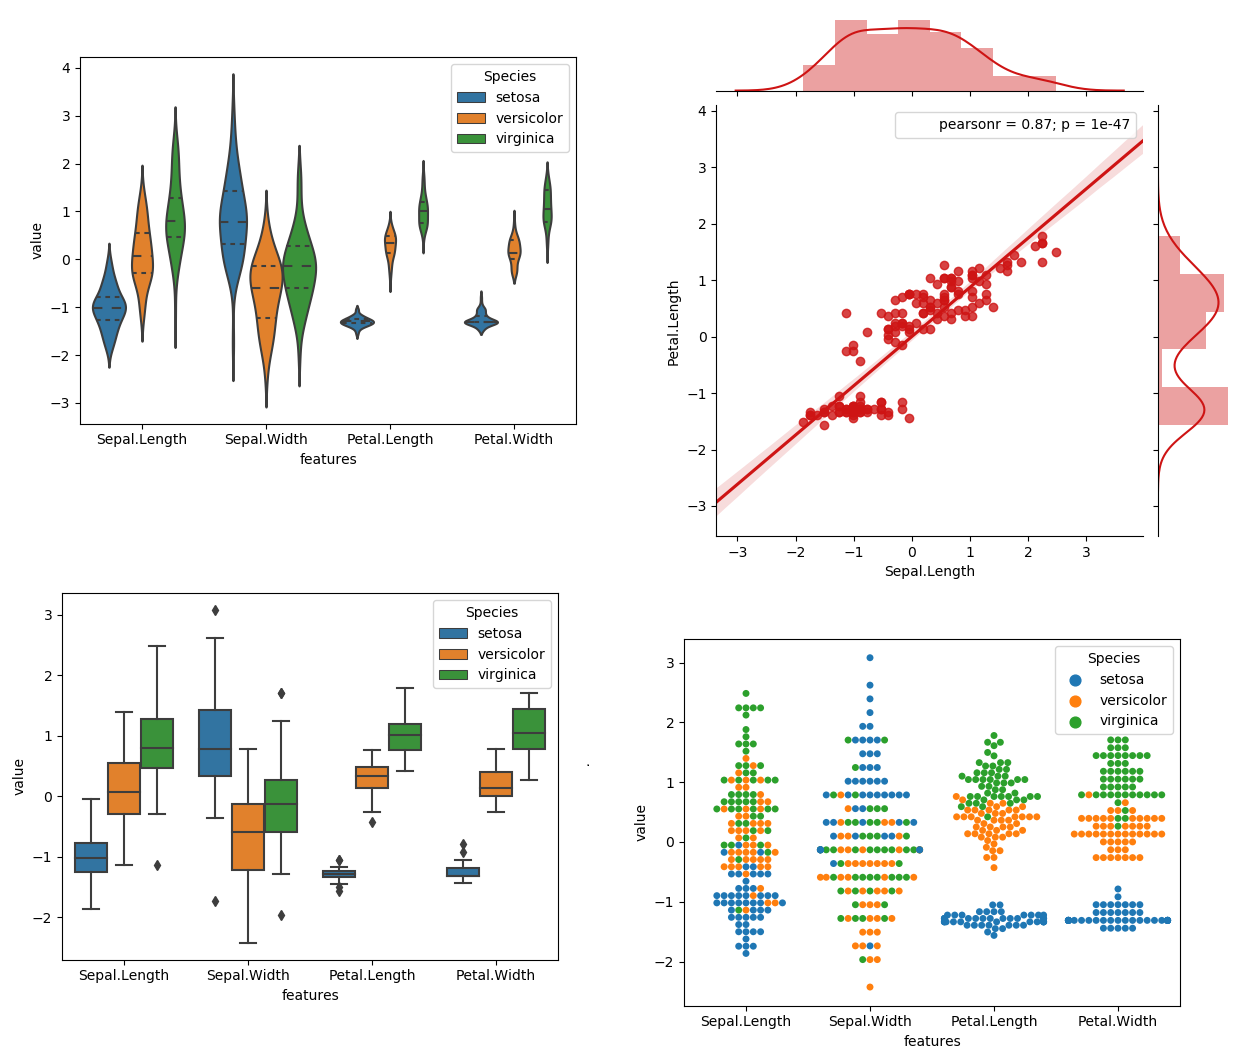 Species
setosa
versicolor
virginica
4
3
2
1
0
−1
−2
−3
value
Sepal.Length Sepal.Width Petal.Length Petal.Width
features
pearsonr = 0.87; p = 1e-47
4
3
2
1
0
−1
−2
−3
Petal.Length
−3 −2 −1 0 1 2 3
Sepal.Length
Species
setosa
versicolor
virginica
3
2
1
0
−1
−2
value
Sepal.Length Sepal.Width Petal.Length Petal.Width
features
.
Species
setosa
versicolor
virginica
3
2
1
0
−1
−2
value
Sepal.Length Sepal.Width Petal.Length Petal.Width
features